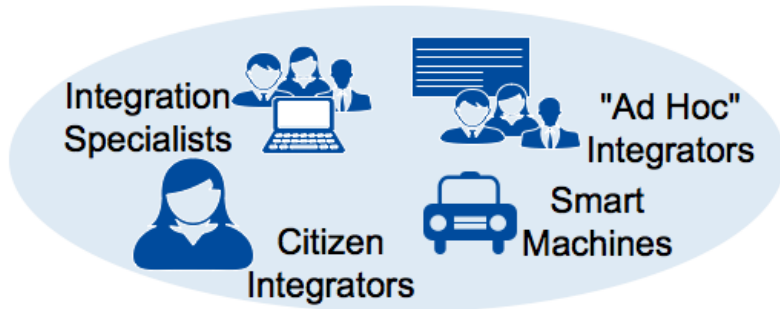 Integration
Specialists
"Ad Hoc"
Integrators
Citizen
Integrators
Smart
Machines